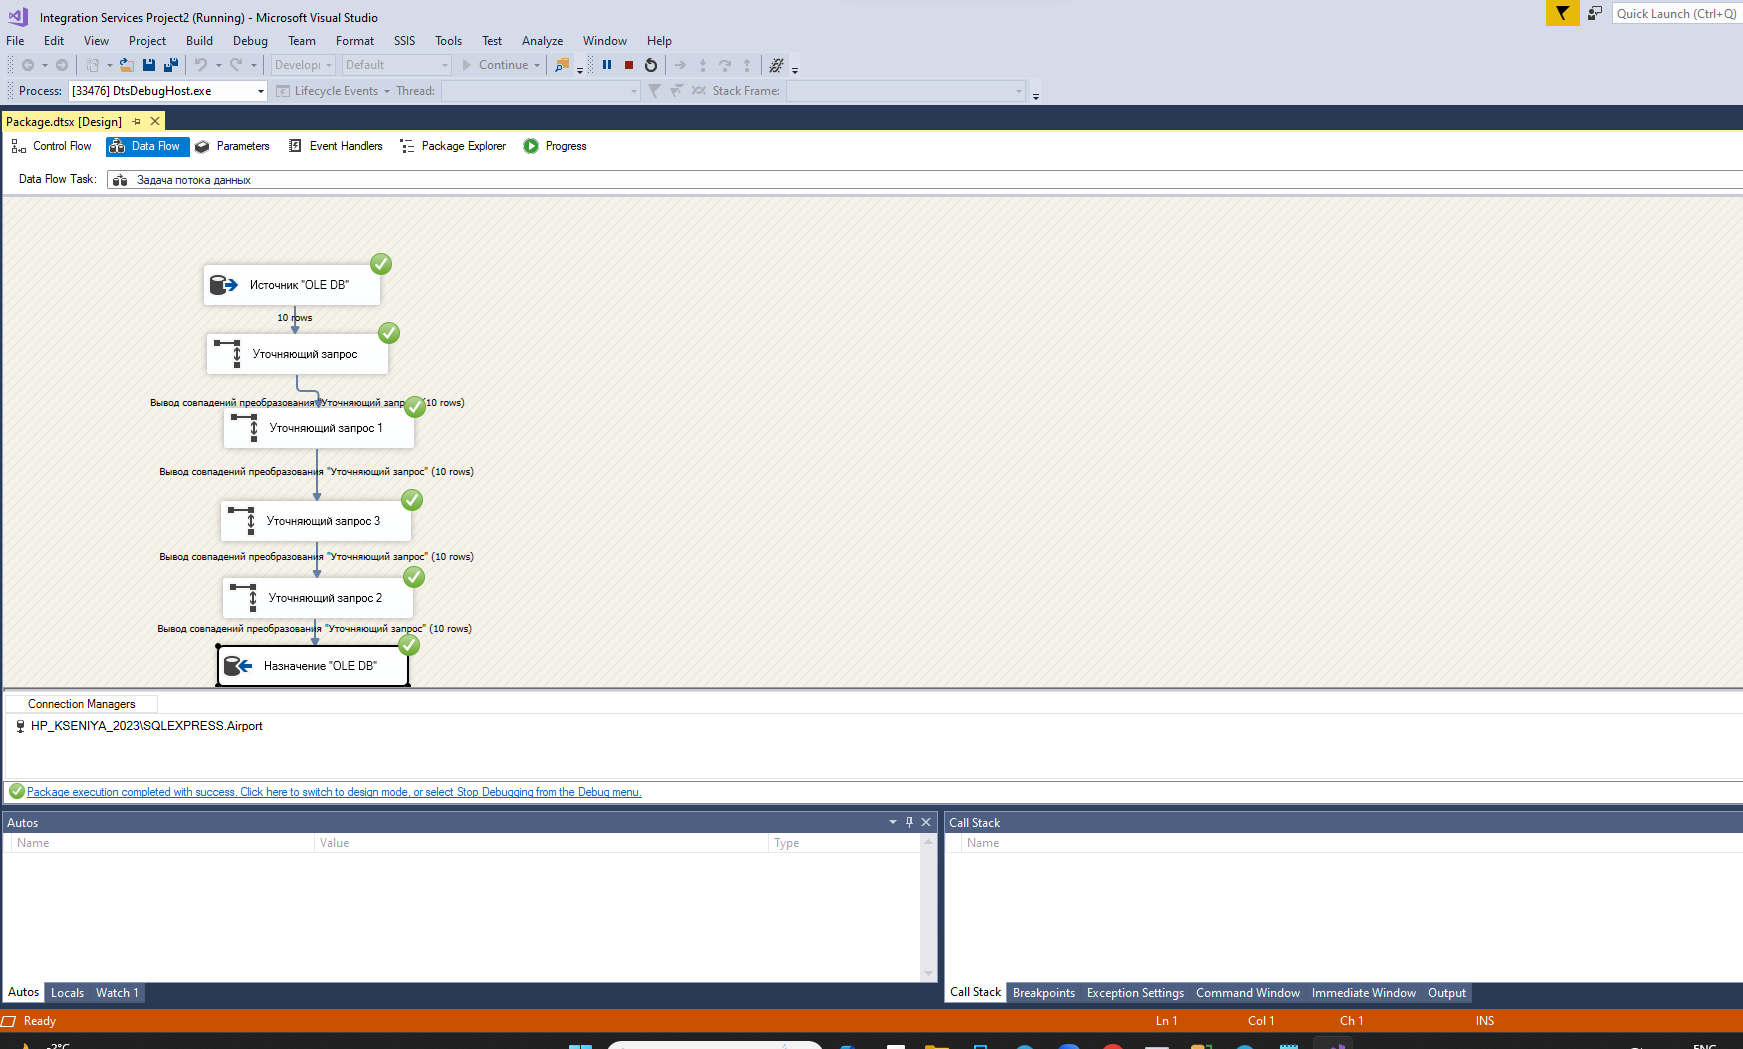 Integration Services Project2 (Running) - Microsoft Visual Studio
Quick Launch (Ctrl+Q)
File Edit View Project Build Debug Team Format SSIS Tools Test Analyze Window Help
Develop Default Continue
Process: [33476] DtsDebugHost.exe Lifecycle Events Thread: Stack Frame:
Package.dtsx [Design]
Control Flow Data Flow Parameters Event Handlers Package Explorer Progress
Data Flow Task: Задача потока данных
Источник "OLE DB"
10 rows
Уточняющий запрос
Вывод совпадений преобразования "Уточняющий запр (10 rows)
Уточняющий запрос 1
Вывод совпадений преобразования "Уточняющий запрос" (10 rows)
Уточняющий запрос 3
Вывод совпадений преобразования "Уточняющий запрос" (10 rows)
Уточняющий запрос 2
Вывод совпадений преобразования "Уточняющий запрос" (10 rows)
Назначение "OLE DB"
Connection Managers
HP_KSENIYA_2023\SQLEXPRESS.Airport
Package execution completed with success. Click here to switch to design mode, or select Stop Debugging from the Debug menu.
Autos
Name Value Type
Call Stack
Name
Autos Locals Watch 1
Call Stack Breakpoints Exception Settings Command Window Immediate Window Output
Ready Ln 1 Col 1 Ch 1 INS
-2°C
ENG